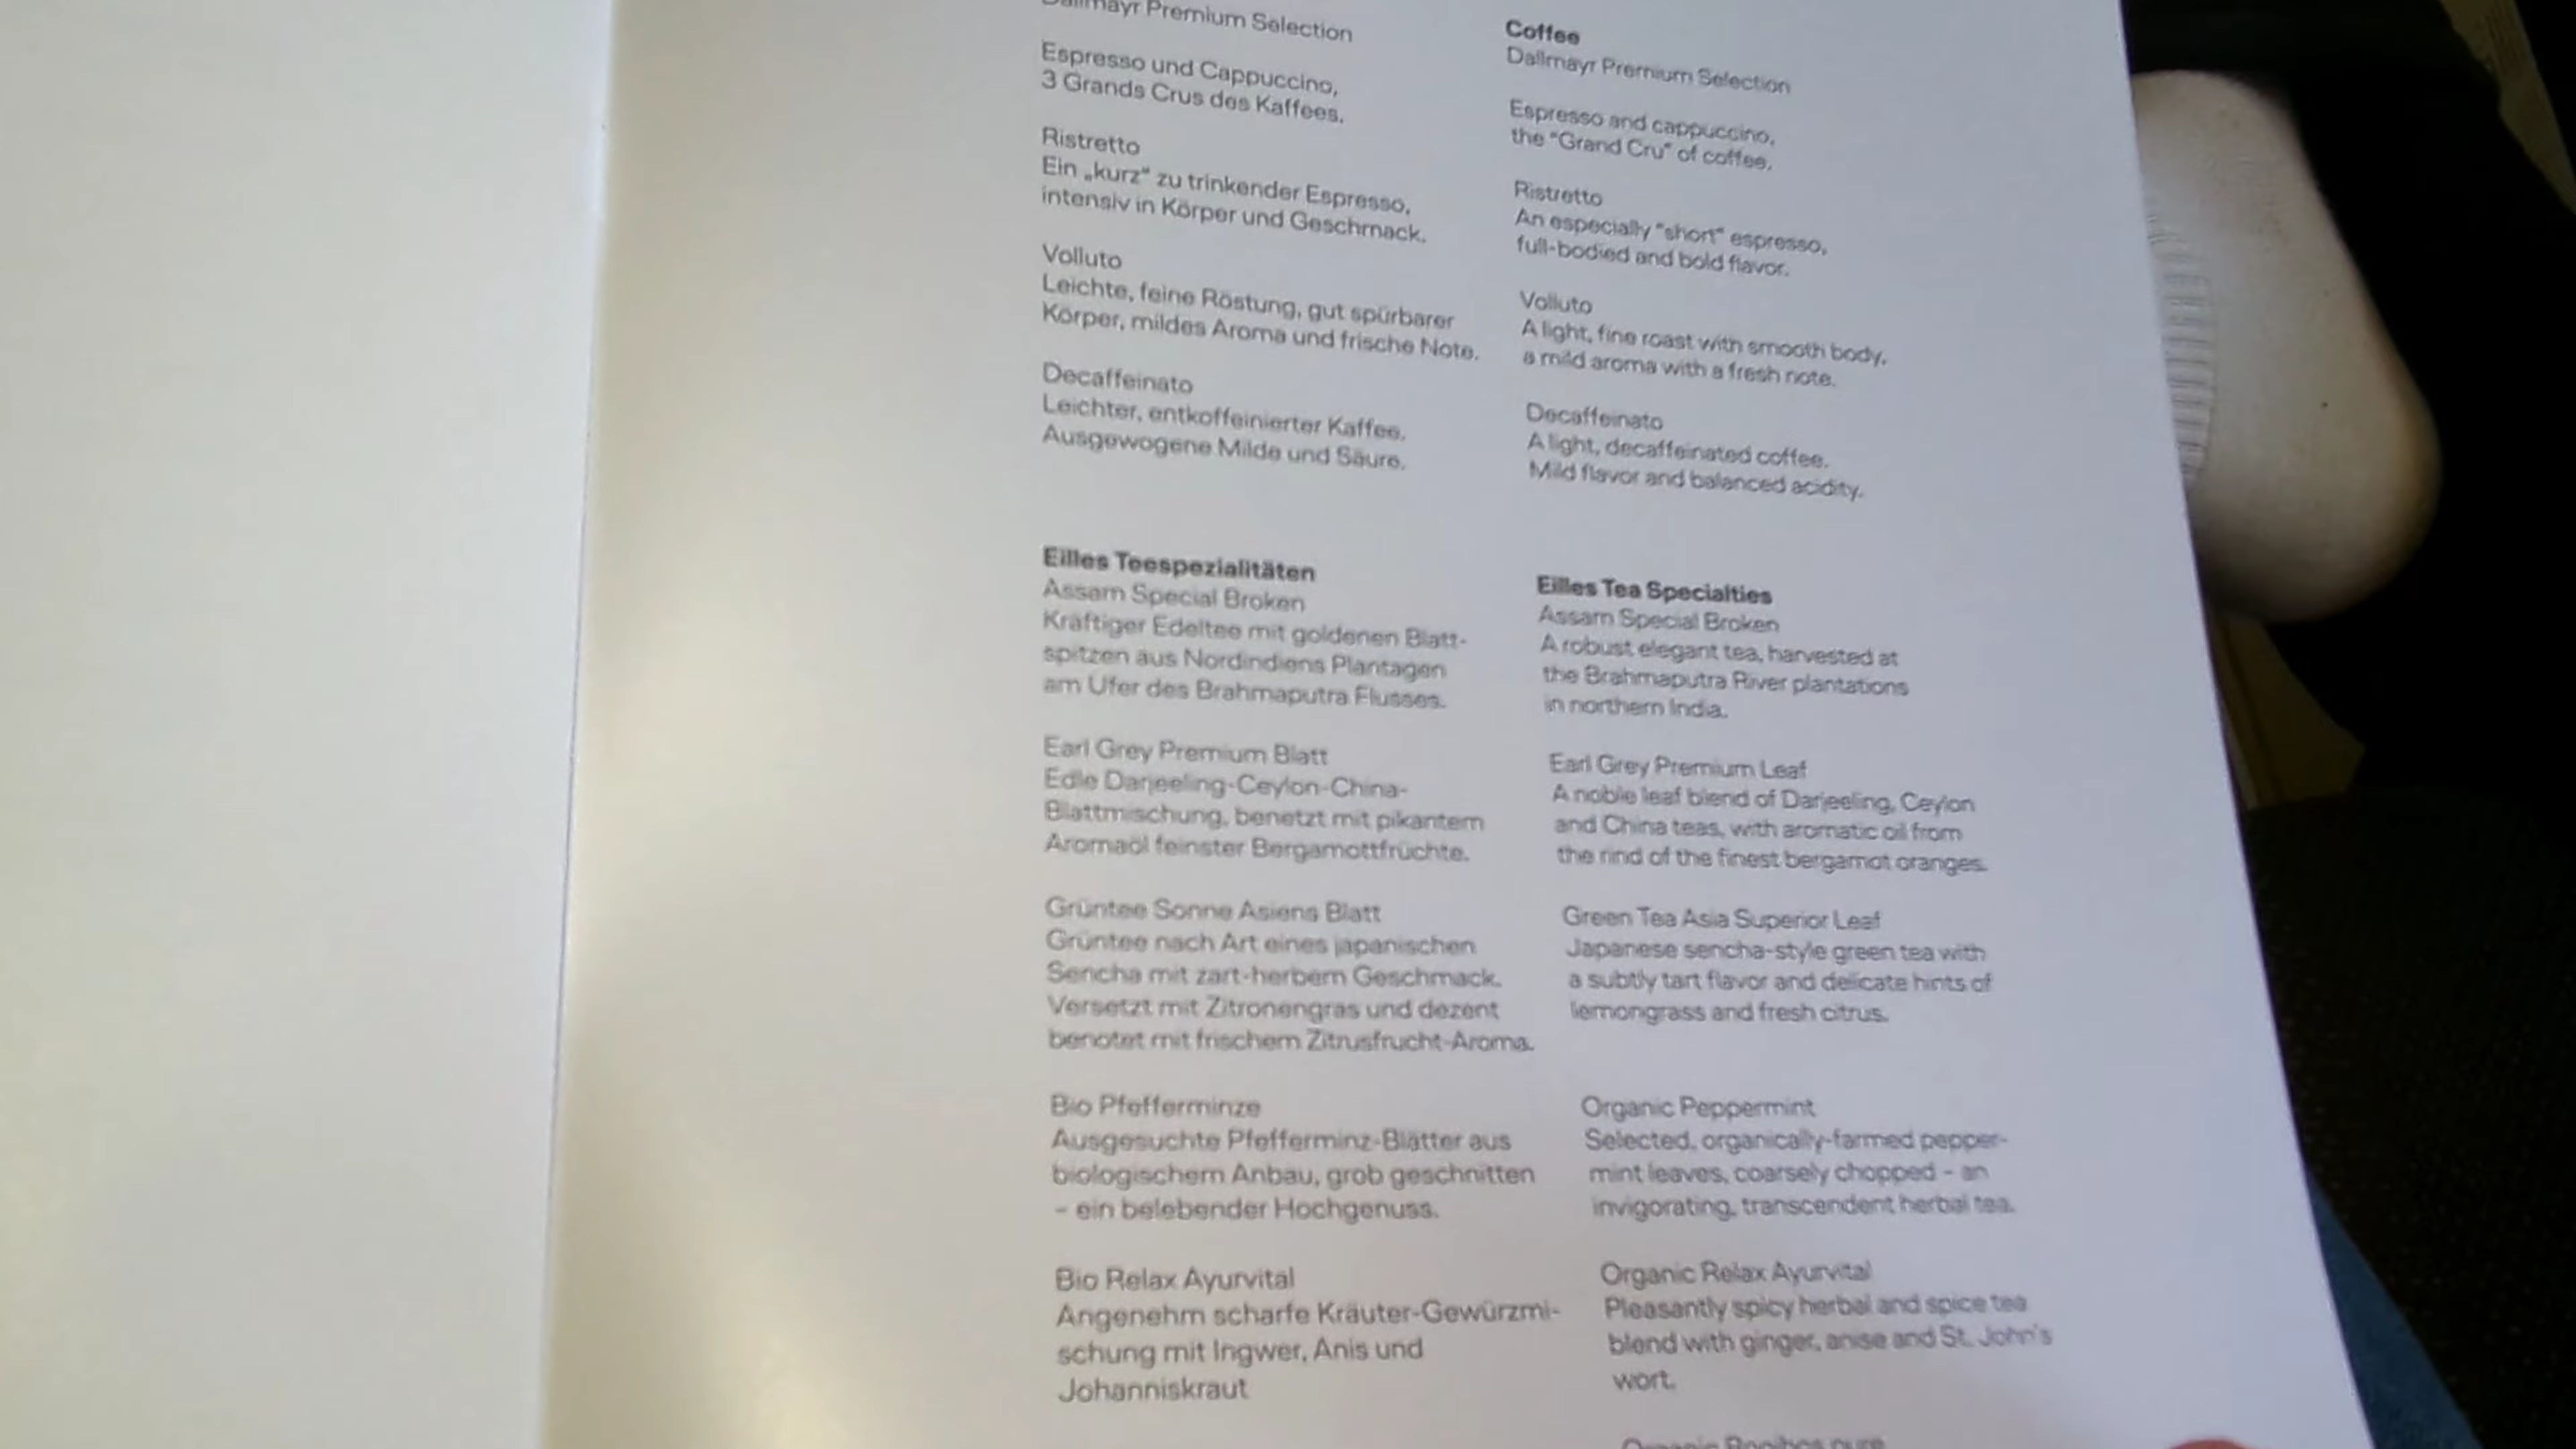 Dallmayr Premium Selection
Espresso und Cappuccino,
3 Grands Crus des Kaffees.
Ristretto
Ein „kurz“ zu trinkender Espresso,
intensiv in Körper und Geschmack.
Volluto
Leichte, feine Röstung, gut spürbarer
Körper, mildes Aroma und frische Note.
Decaffeinato
Leichter, entkoffeinierter Kaffee.
Ausgewogene Milde und Säure.
Eilles Teespezialitäten
Assam Special Broken
Kräftiger Edeltee mit goldenen Blatt-
spitzen aus Nordindiens Plantagen
am Ufer des Brahmaputra Flusses.
Earl Grey Premium Blatt
Edle Darjeeling-Ceylon-China-
Blattmischung, benetzt mit pikantem
Aromaöl feinster Bergamottfrüchte.
Grüntee Sonne Asiens Blatt
Grüntee nach Art eines japanischen
Sencha mit zart-herbem Geschmack.
Versetzt mit Zitronengras und dezent
benotet mit frischem Zitrusfrucht-Aroma.
Bio Pfefferminze
Ausgesuchte Pfefferminz-Blätter aus
biologischem Anbau, grob geschnitten
– ein belebender Hochgenuss.
Bio Relax Ayurvital
Angenehm scharfe Kräuter-Gewürzmi-
schung mit Ingwer, Anis und
Johanniskraut
Coffee
Dallmayr Premium Selection
Espresso and cappuccino,
the "Grand Cru" of coffee.
Ristretto
An especially "short" espresso,
full-bodied and bold flavor.
Volluto
A light, fine roast with smooth body,
a mild aroma with a fresh note.
Decaffeinato
A light, decaffeinated coffee.
Mild flavor and balanced acidity.
Eilles Tea Specialties
Assam Special Broken
A robust elegant tea, harvested at
the Brahmaputra River plantations
in northern India.
Earl Grey Premium Leaf
A noble leaf blend of Darjeeling, Ceylon
and China teas, with aromatic oil from
the rind of the finest bergamot oranges.
Green Tea Asia Superior Leaf
Japanese sencha-style green tea with
a subtly tart flavor and delicate hints of
lemongrass and fresh citrus.
Organic Peppermint
Selected, organically-farmed pepper-
mint leaves, coarsely chopped – an
invigorating, transcendent herbal tea.
Organic Relax Ayurvital
Pleasantly spicy herbal and spice tea
blend with ginger, anise and St. John's
wort.
Organic Rooibos pure